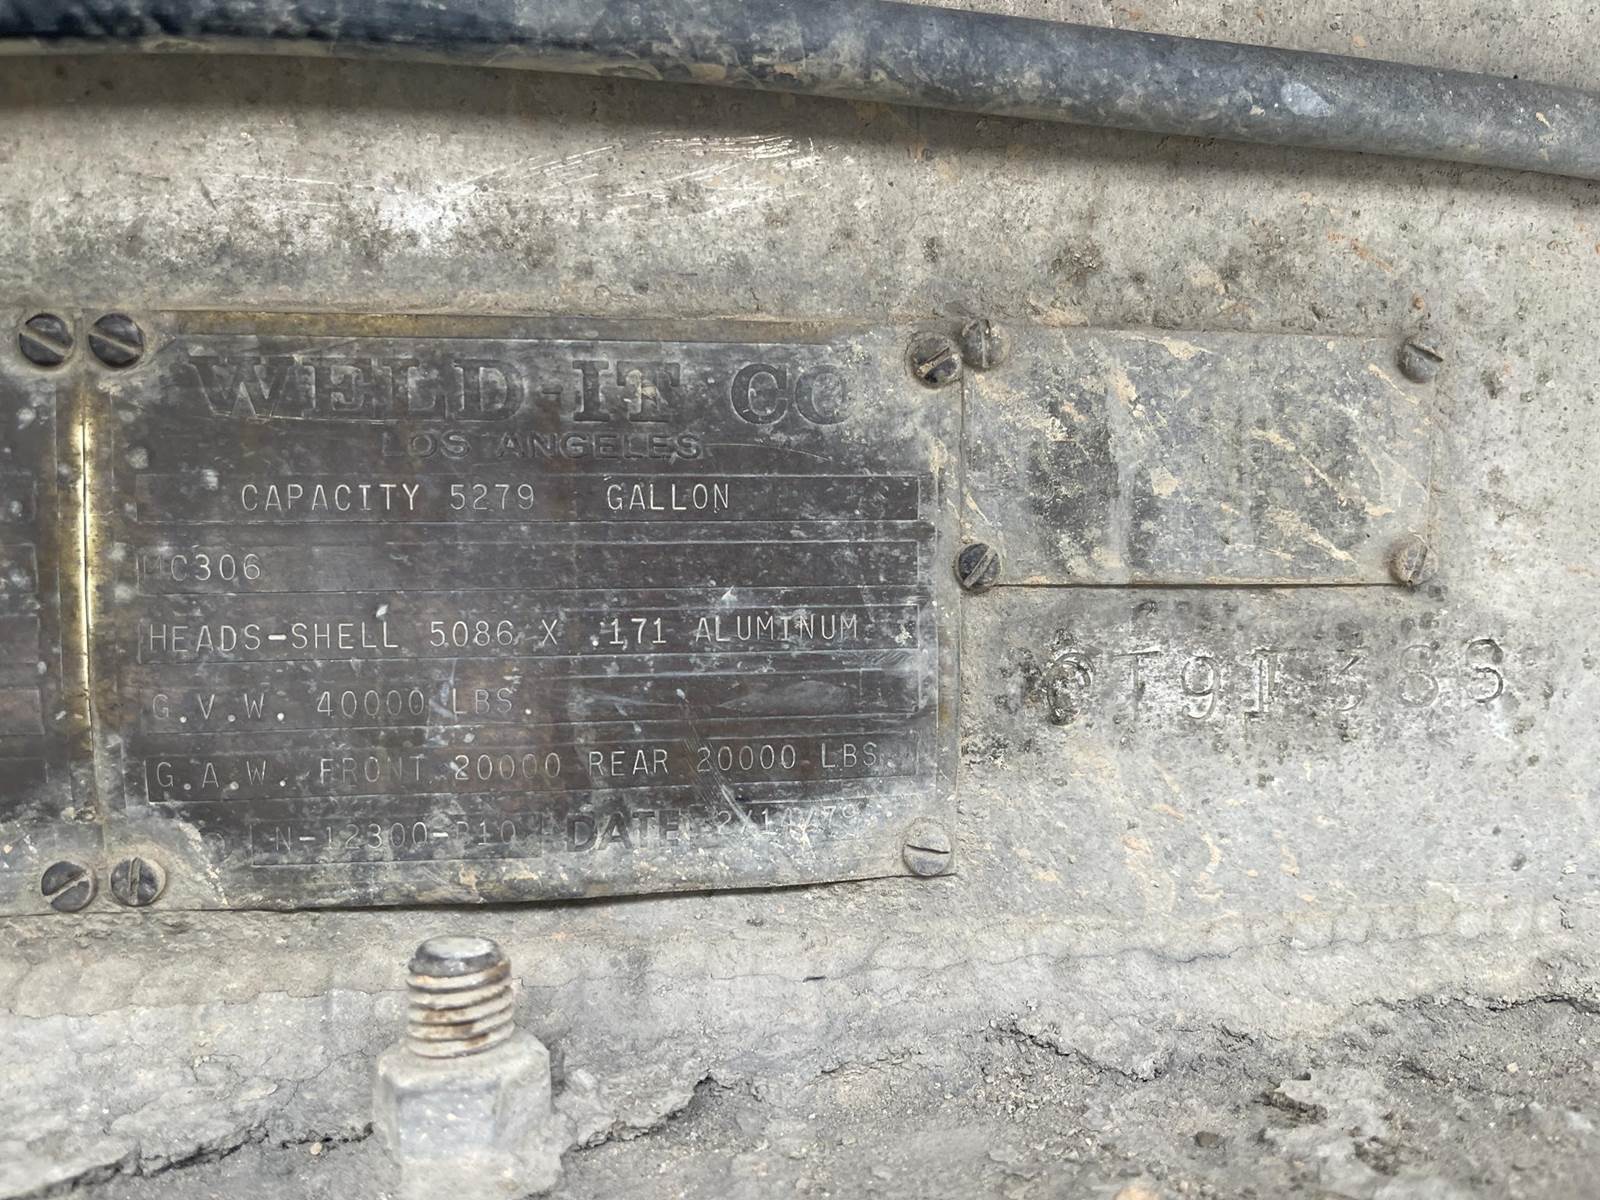 WELD-IT CO
LOS ANGELES
CAPACITY 5279 GALLON
MC306
HEADS-SHELL 5086 X .171 ALUMINUM
G.V.W. 40000 LBS.
G.A.W. FRONT 20000 REAR 20000 LBS
DATE